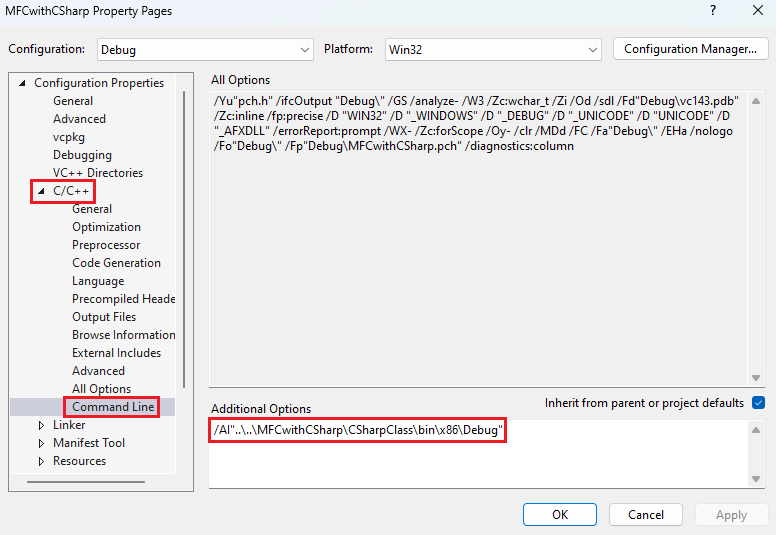 MFCwithCSharp Property Pages
?
Configuration:
Debug
Platform:
Win32
Configuration Manager...
Configuration Properties
General
Advanced
vcpkg
Debugging
VC++ Directories
C/C++
General
Optimization
Preprocessor
Code Generation
Language
Precompiled Heade
Output Files
Browse Information
External Includes
Advanced
All Options
Command Line
Linker
Manifest Tool
Resources
All Options
/Yu"pch.h" /ifcOutput "Debug\" /GS /analyze- /W3 /Zc:wchar_t /Zi /Od /sdl /Fd"Debug\vc143.pdb"
/Zc:inline /fp:precise /D "WIN32" /D "_WINDOWS" /D "_DEBUG" /D "_UNICODE" /D "UNICODE" /D
"_AFXDLL" /errorReport:prompt /WX- /Zc:forScope /Oy- /clr /MDd /FC /Fa"Debug\" /EHa /nologo
/Fo"Debug\" /Fp"Debug\MFCwithCSharp.pch" /diagnostics:column
Additional Options
Inherit from parent or project defaults
/AI"..\..\MFCwithCSharp\CSharpClass\bin\x86\Debug"
OK
Cancel
Apply